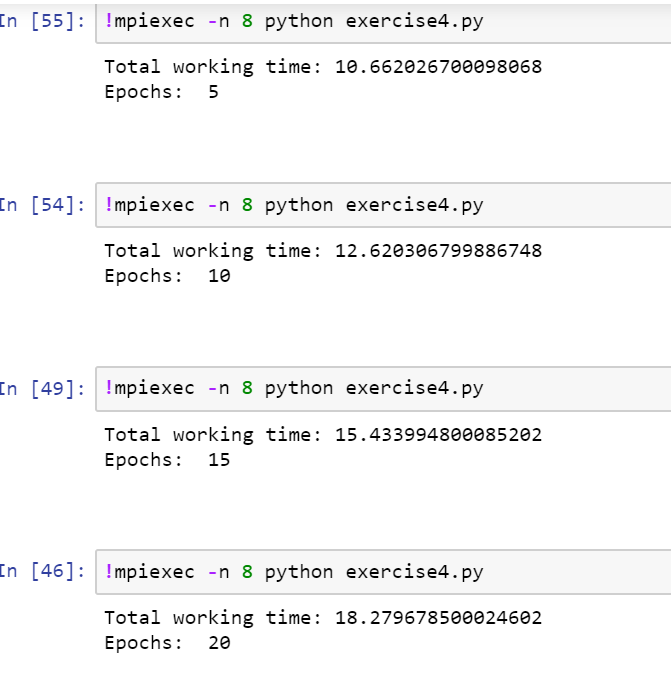 In [55]: !mpiexec -n 8 python exercise4.py
Total working time: 10.662026700098068
Epochs:  5
In [54]: !mpiexec -n 8 python exercise4.py
Total working time: 12.620306799886748
Epochs:  10
In [49]: !mpiexec -n 8 python exercise4.py
Total working time: 15.433994800085202
Epochs:  15
In [46]: !mpiexec -n 8 python exercise4.py
Total working time: 18.279678500024602
Epochs:  20